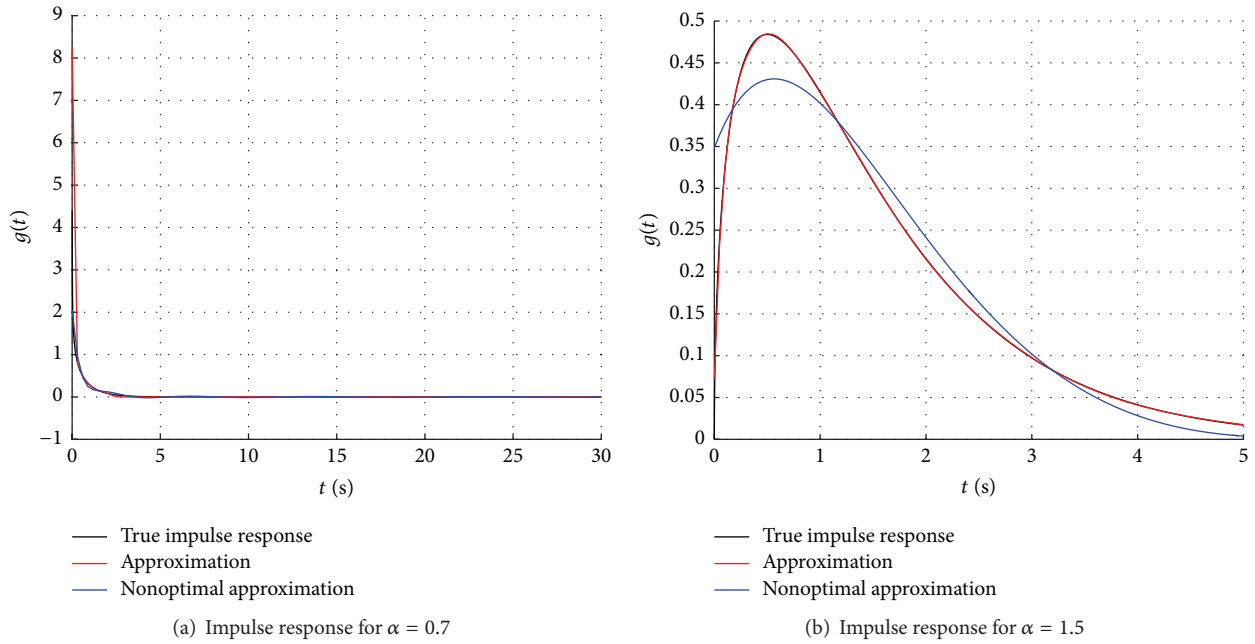 9
8
7
6
5
4
3
2
1
0
−1
g(t)
0 5 10 15 20 25 30
t (s)
True impulse response
Approximation
Nonoptimal approximation
(a) Impulse response for α = 0.7
0.5
0.45
0.4
0.35
0.3
0.25
0.2
0.15
0.1
0.05
0
g(t)
0 1 2 3 4 5
t (s)
True impulse response
Approximation
Nonoptimal approximation
(b) Impulse response for α = 1.5